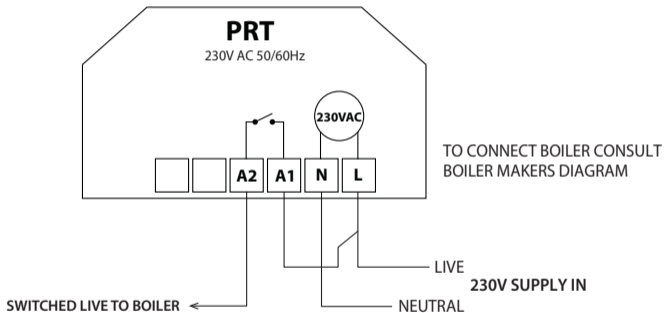 PRT
230V AC 50/60Hz
230VAC
A2 A1 N L
TO CONNECT BOILER CONSULT
BOILER MAKERS DIAGRAM
LIVE
230V SUPPLY IN
SWITCHED LIVE TO BOILER
NEUTRAL